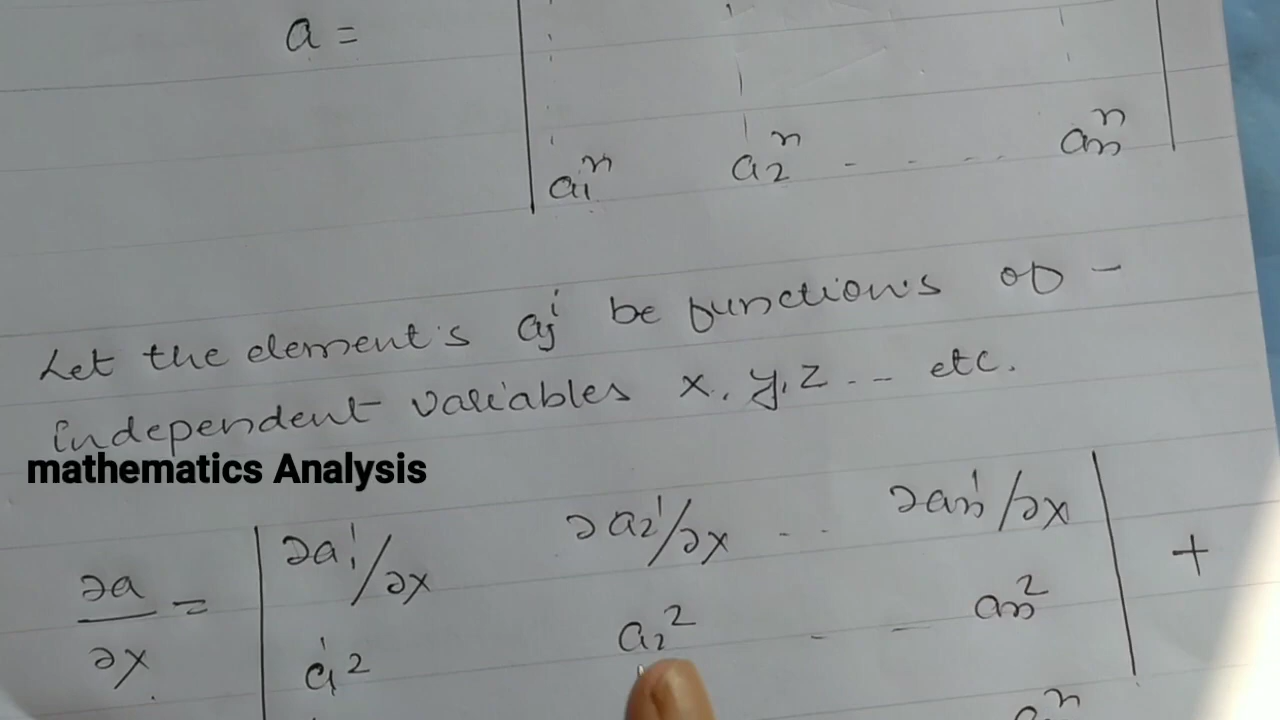 a =
a₁ⁿ a₂ⁿ - - - - aₙⁿ
Let the element's aⱼⁱ be functions of -
independent variables x, y, z - - etc.
mathematics Analysis
∂a/∂x = | ∂a₁¹/∂x ∂a₂¹/∂x - - ∂aₙ¹/∂x | +
a₁² a₂² - - aₙ²
aⁿ